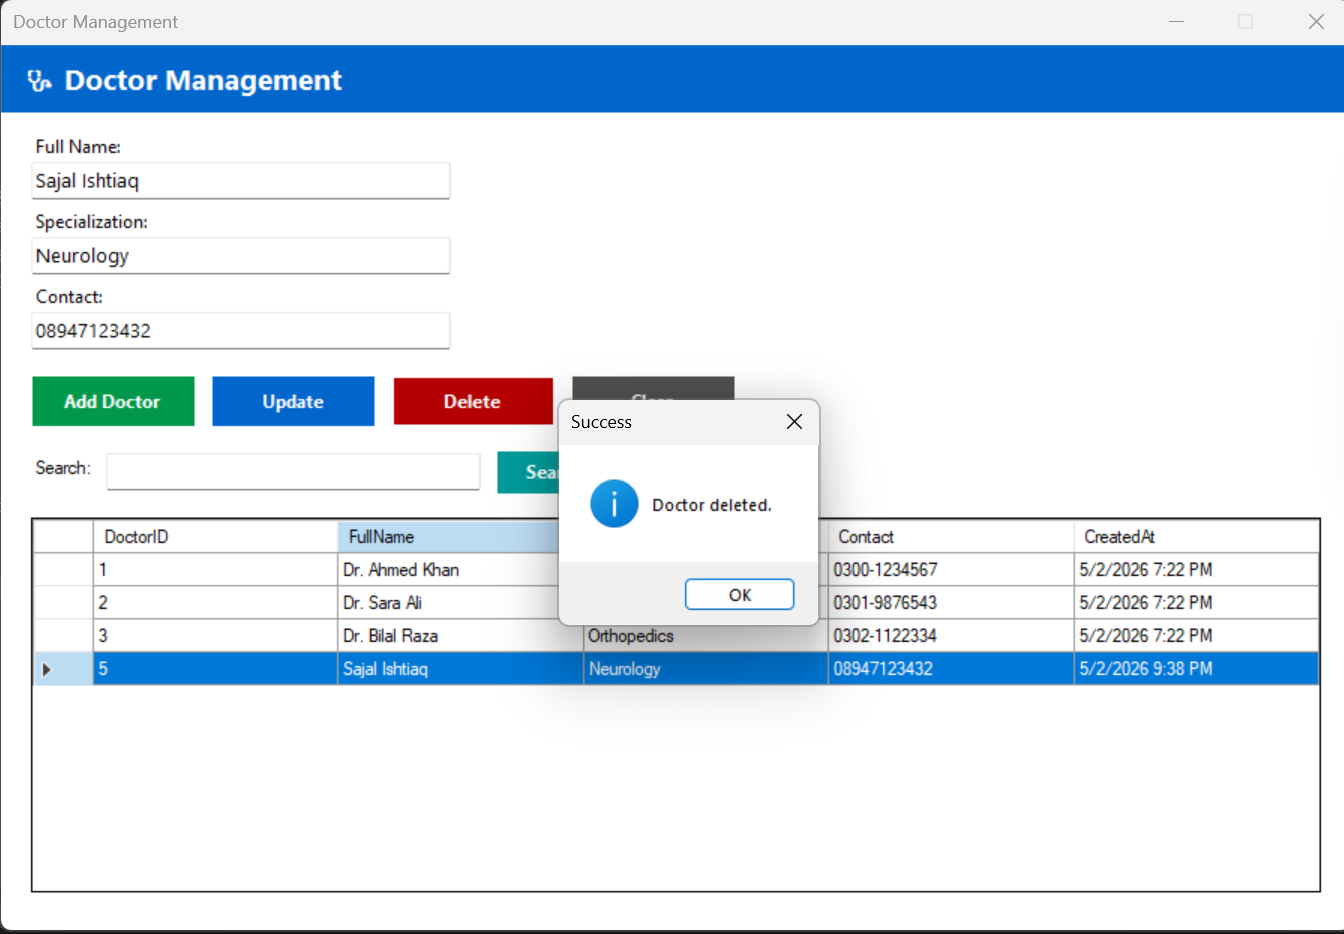 Doctor Management
Doctor Management
Full Name:
Sajal Ishtiaq
Specialization:
Neurology
Contact:
08947123432
Add Doctor Update Delete
Success
Search:
Doctor deleted.
OK
DoctorID FullName Contact CreatedAt
1 Dr. Ahmed Khan 0300-1234567 5/2/2026 7:22 PM
2 Dr. Sara Ali 0301-9876543 5/2/2026 7:22 PM
3 Dr. Bilal Raza Orthopedics 0302-1122334 5/2/2026 7:22 PM
5 Sajal Ishtiaq Neurology 08947123432 5/2/2026 9:38 PM